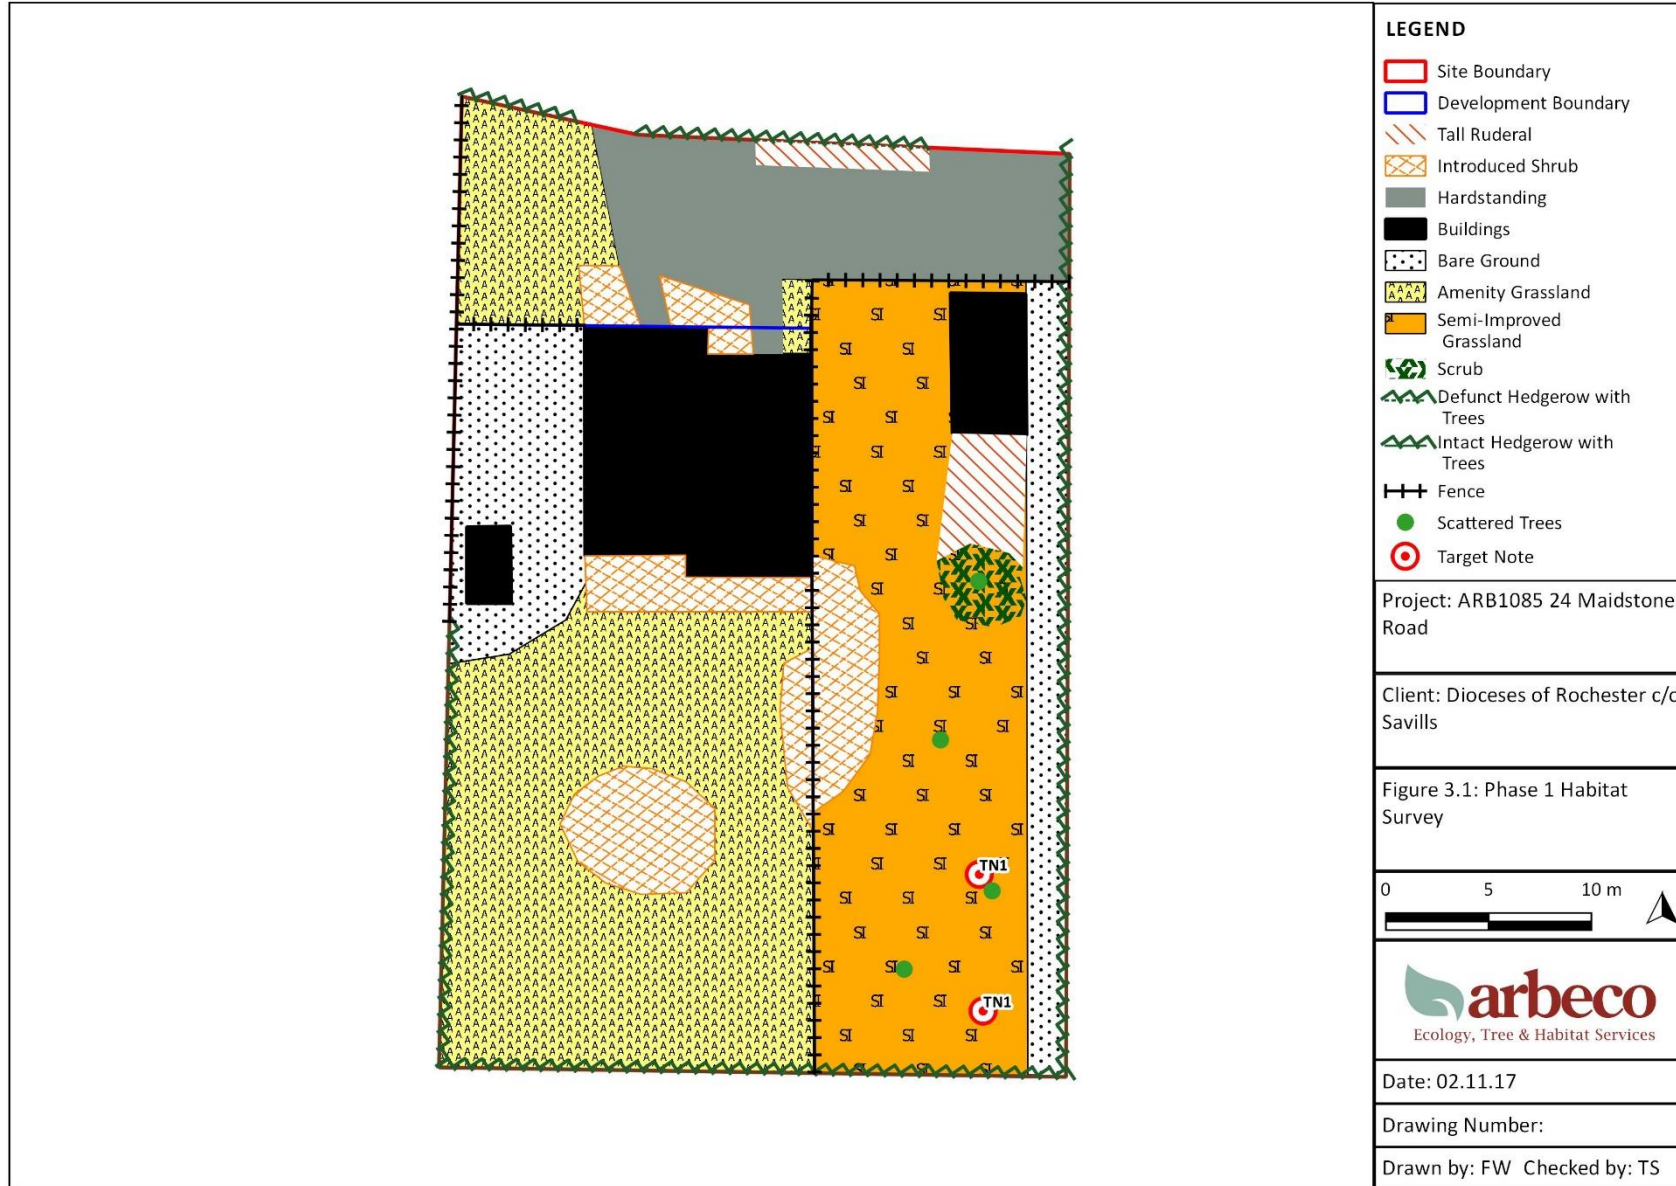 LEGEND
Site Boundary
Development Boundary
Tall Ruderal
Introduced Shrub
Hardstanding
Buildings
Bare Ground
Amenity Grassland
Semi-Improved
Grassland
Scrub
Defunct Hedgerow with
Trees
Intact Hedgerow with
Trees
Fence
Scattered Trees
Target Note
TN1
TN1
Project: ARB1085 24 Maidstone
Road
Client: Dioceses of Rochester c/o
Savills
Figure 3.1: Phase 1 Habitat
Survey
0 5 10 m
arbeco
Ecology, Tree & Habitat Services
Date: 02.11.17
Drawing Number:
Drawn by: FW Checked by: TS